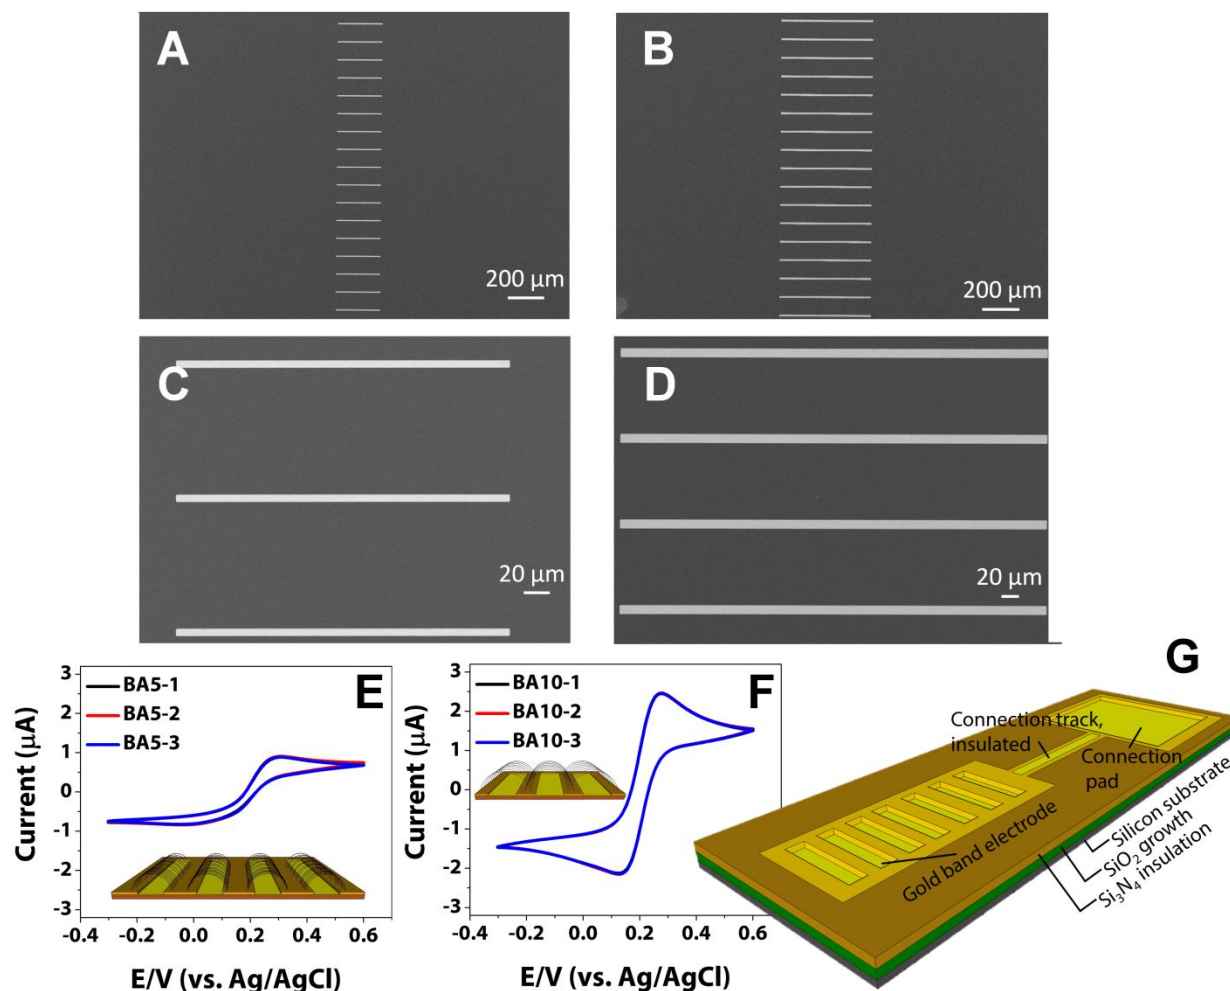 A
200 μm
B
200 μm
C
20 μm
D
20 μm
E
3
2
1
0
-1
-2
-3
Current (μA)
BA5-1
BA5-2
BA5-3
-0.4
-0.2
0.0
0.2
0.4
0.6
E/V (vs. Ag/AgCl)
F
3
2
1
0
-1
-2
-3
Current (μA)
BA10-1
BA10-2
BA10-3
-0.4
-0.2
0.0
0.2
0.4
0.6
E/V (vs. Ag/AgCl)
G
Connection track,
insulated
Connection
pad
Gold band electrode
Silicon substrate
SiO₂ growth
Si₃N₄ insulation